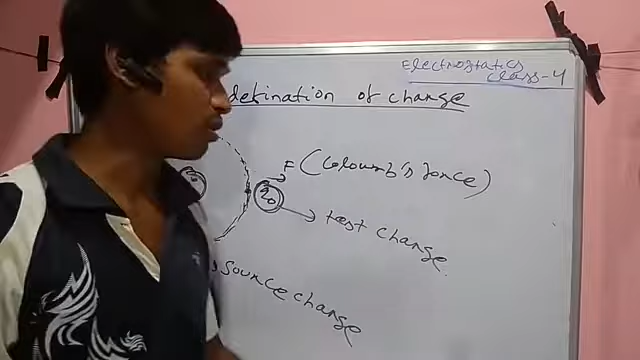 Electrostatics
class-4
defination of charge
F (Coloumb's force)
q₀
test charge
source charge